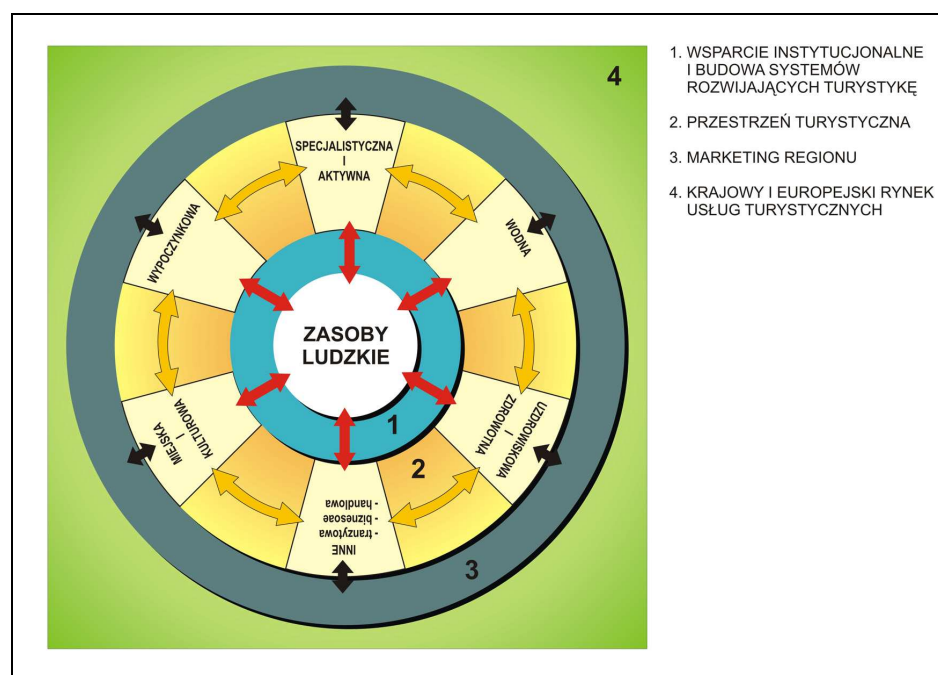 4
SPECJALISTYCZNA
I
AKTYWNA
WYPOCZYNKOWA
WODNA
ZASOBY
LUDZKIE
MIEJSKA
I
KULTUROWA
UZDROWISKOWA
I
ZDROWOTNA
1
2
INNE
- tranzytowa
- biznesoae
- handlowa
3
1. WSPARCIE INSTYTUCJONALNE
I BUDOWA SYSTEMÓW
ROZWIJAJĄCYCH TURYSTYKĘ
2. PRZESTRZEŃ TURYSTYCZNA
3. MARKETING REGIONU
4. KRAJOWY I EUROPEJSKI RYNEK
USŁUG TURYSTYCZNYCH